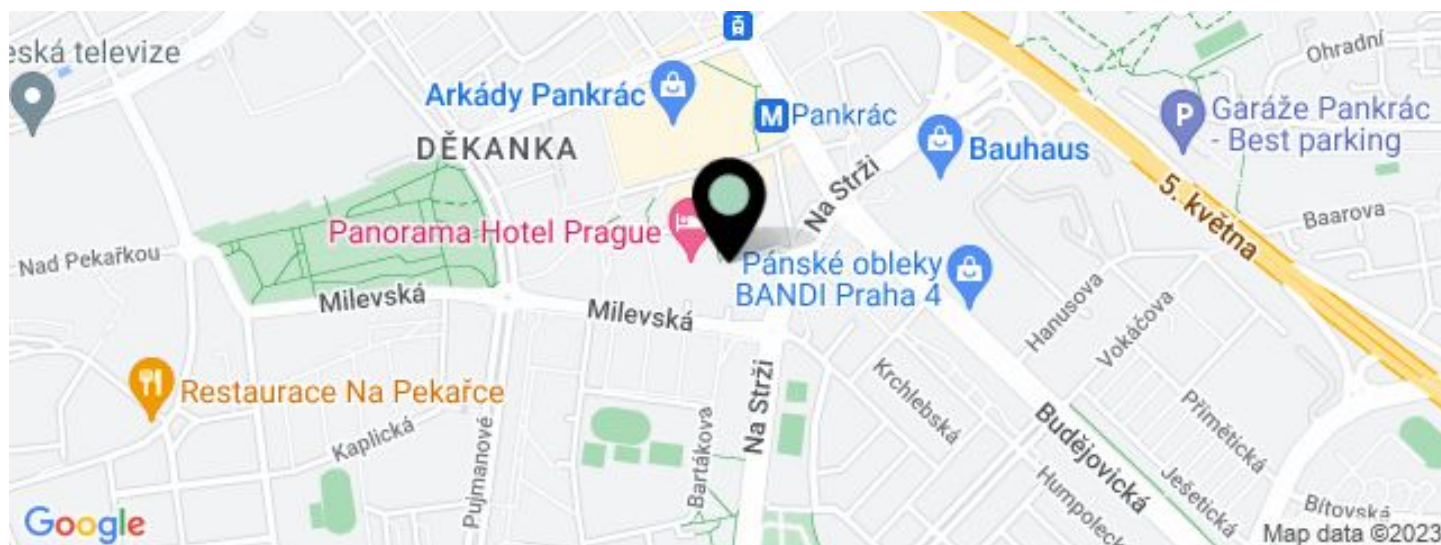 eská televize
Arkády Pankrác
DĚKANKA
Pankrác
M
Na Strži
Bauhaus
Ohradní
P
Garáže Pankrác
- Best parking
5. května
Baarova
Nad Pekařkou
Panorama Hotel Prague
Pánské obleky
BANDI Praha 4
Milevská
Milevská
Hanusova
Vokáčova
Restaurace Na Pekařce
Kaplická
Pujmanové
Bartákova
Na Strži
Krchlebská
Budějovická
Humpoleck
Přímětická
Ješetická
Bítovská
Google
Map data ©2023